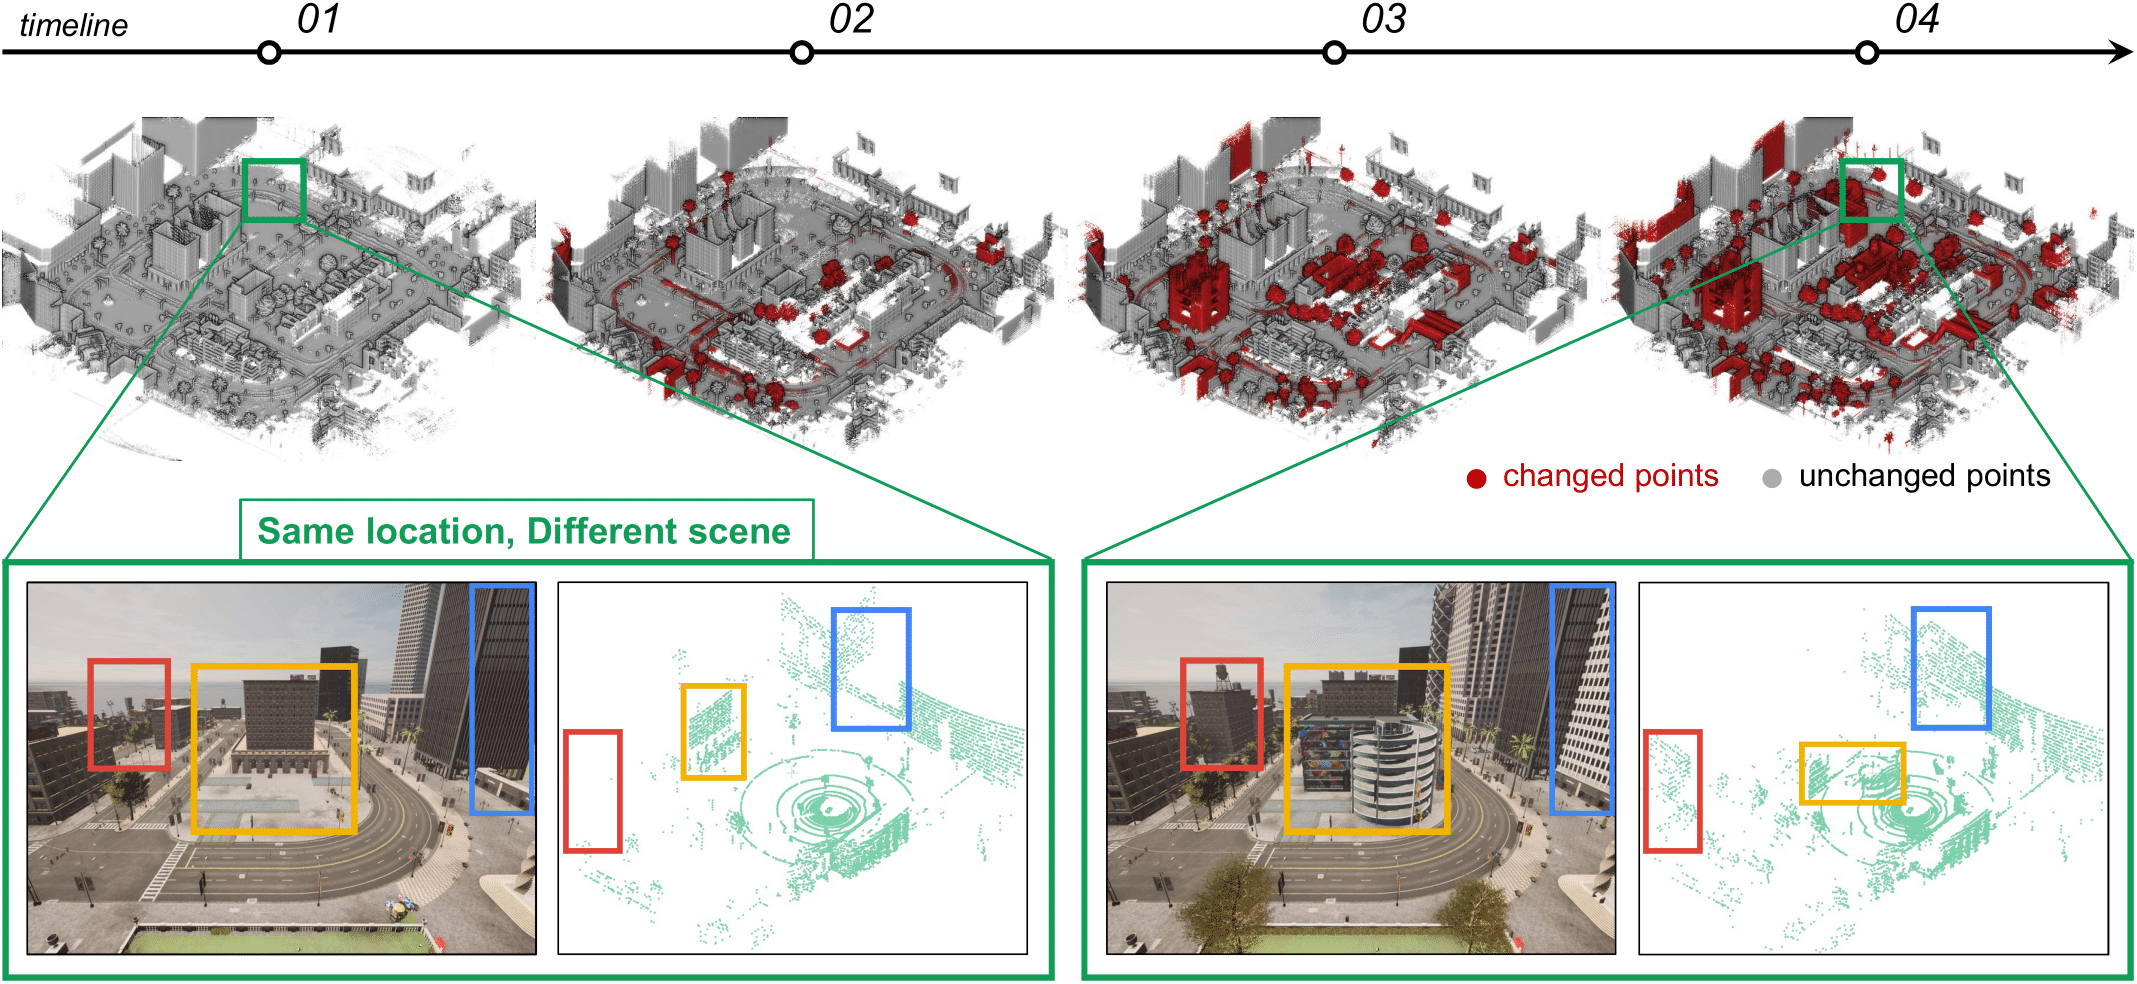 timeline
01
02
03
04
changed points
unchanged points
Same location, Different scene